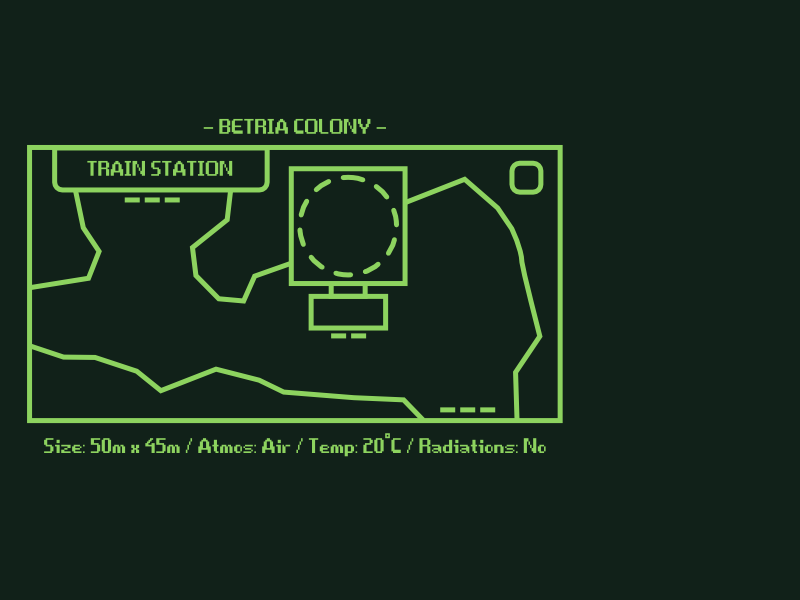 – BETRIA COLONY –
TRAIN STATION
Size: 50m x 45m / Atmos: Air / Temp: 20°C / Radiations: No